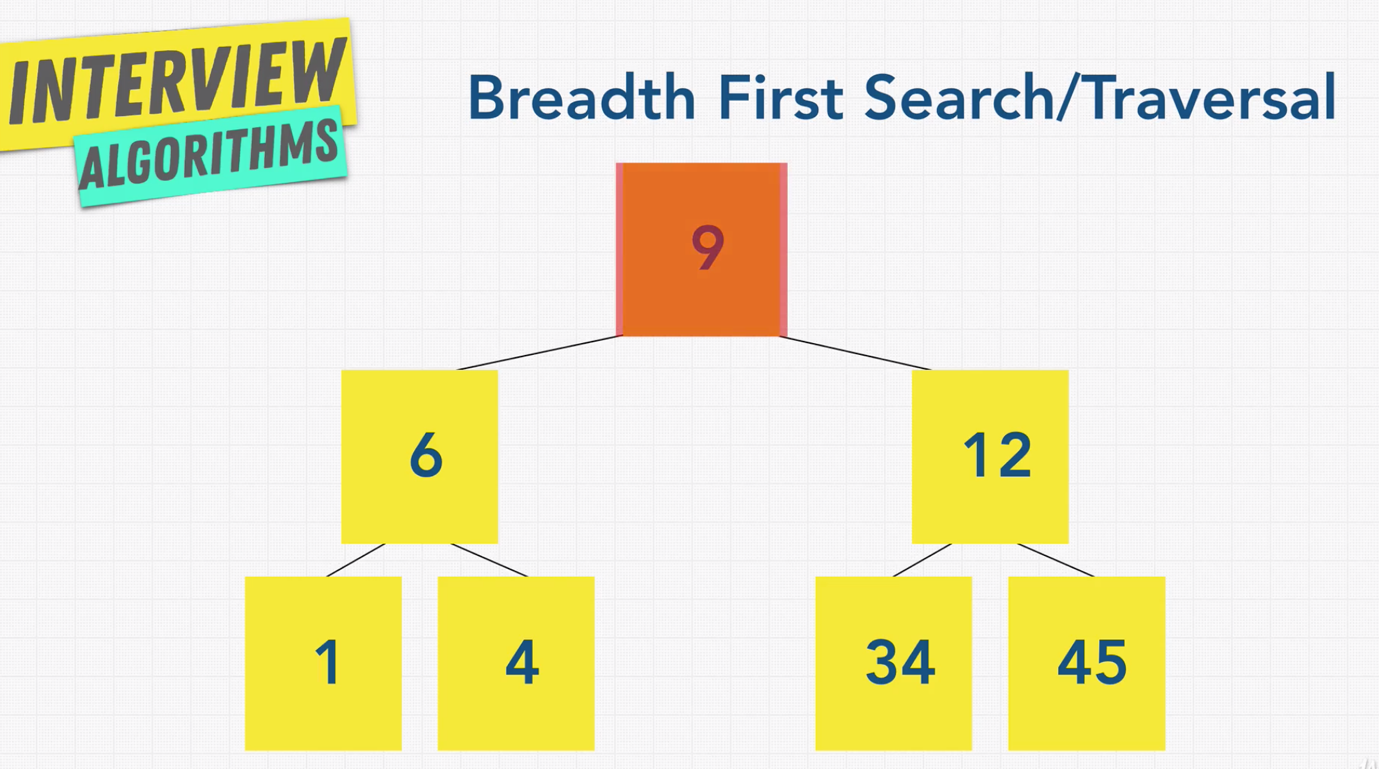 INTERVIEW
ALGORITHMS
Breadth First Search/Traversal
9
6
12
1
4
34
45